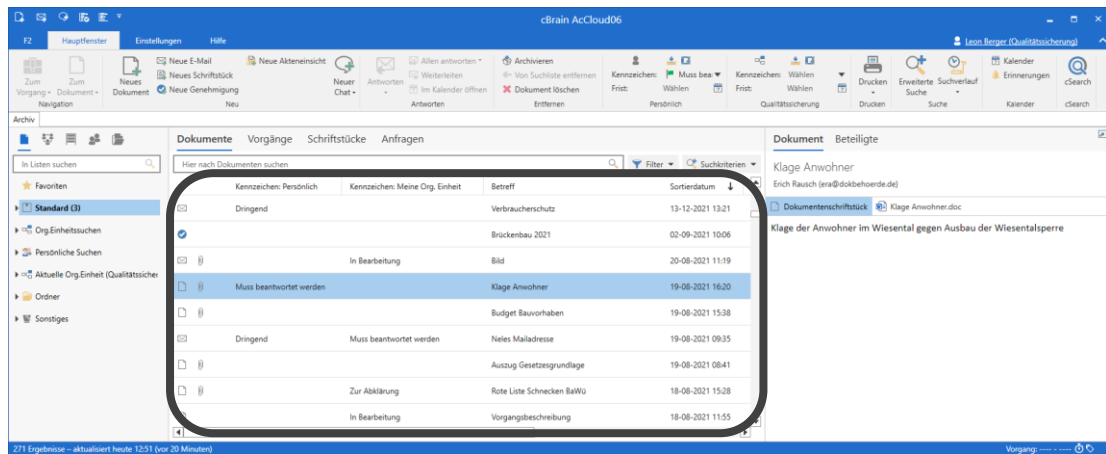 cBrain AcCloud06
F2 Hauptfenster Einstellungen Hilfe Leon Berger (Qualitätssicherung)
Zum Vorgang Zum Dokument Neues Dokument
Navigation
Neue E-Mail Neue Akteneinsicht
Neues Schriftstück
Neue Genehmigung
Neuer Chat
Neu
Antworten Allen antworten
Weiterleiten
Im Kalender öffnen
Antworten
Archivieren
Von Suchliste entfernen
Dokument löschen
Entfernen
Kennzeichen: Muss bea
Frist: Wählen
Persönlich
Kennzeichen: Wählen
Frist: Wählen
Qualitätssicherung
Drucken
Drucken
Erweiterte Suche Suchverlauf
Suche
Kalender
Erinnerungen
Kalender
cSearch
cSearch
Archiv
In Listen suchen
Favoriten
Standard (3)
Org.Einheitssuchen
Persönliche Suchen
Aktuelle Org.Einheit (Qualitätssicher
Ordner
Sonstiges
Dokumente Vorgänge Schriftstücke Anfragen
Hier nach Dokumenten suchen Filter Suchkriterien
Kennzeichen: Persönlich Kennzeichen: Meine Org. Einheit Betreff Sortierdatum
Dringend Verbraucherschutz 13-12-2021 13:21
Brückenbau 2021 02-09-2021 10:06
In Bearbeitung Bild 20-08-2021 11:19
Muss beantwortet werden Klage Anwohner 19-08-2021 16:20
Budget Bauvorhaben 19-08-2021 15:38
Dringend Muss beantwortet werden Neles Mailadresse 19-08-2021 09:35
Auszug Gesetzesgrundlage 19-08-2021 08:41
Zur Abklärung Rote Liste Schnecken BaWü 18-08-2021 15:28
In Bearbeitung Vorgangsbeschreibung 18-08-2021 11:55
Dokument Beteiligte
Klage Anwohner
Erich Rausch (era@dokbehoerde.de)
Dokumentenschriftstück Klage Anwohner.doc
Klage der Anwohner im Wiesental gegen Ausbau der Wiesentalsperre
271 Ergebnisse – aktualisiert heute 12:51 (vor 20 Minuten) Vorgang: ---- - ----